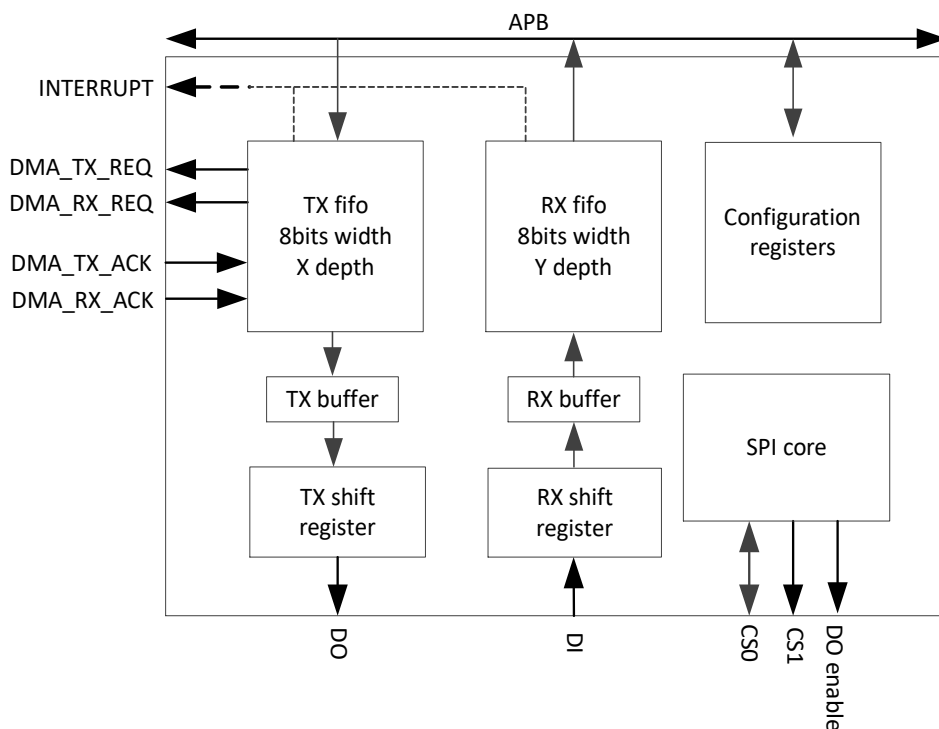 APB
INTERRUPT
DMA_TX_REQ
DMA_RX_REQ
DMA_TX_ACK
DMA_RX_ACK
TX fifo
8bits width
X depth
RX fifo
8bits width
Y depth
Configuration
registers
TX buffer
RX buffer
SPI core
TX shift
register
RX shift
register
DO
DI
CS0
CS1
DO enable